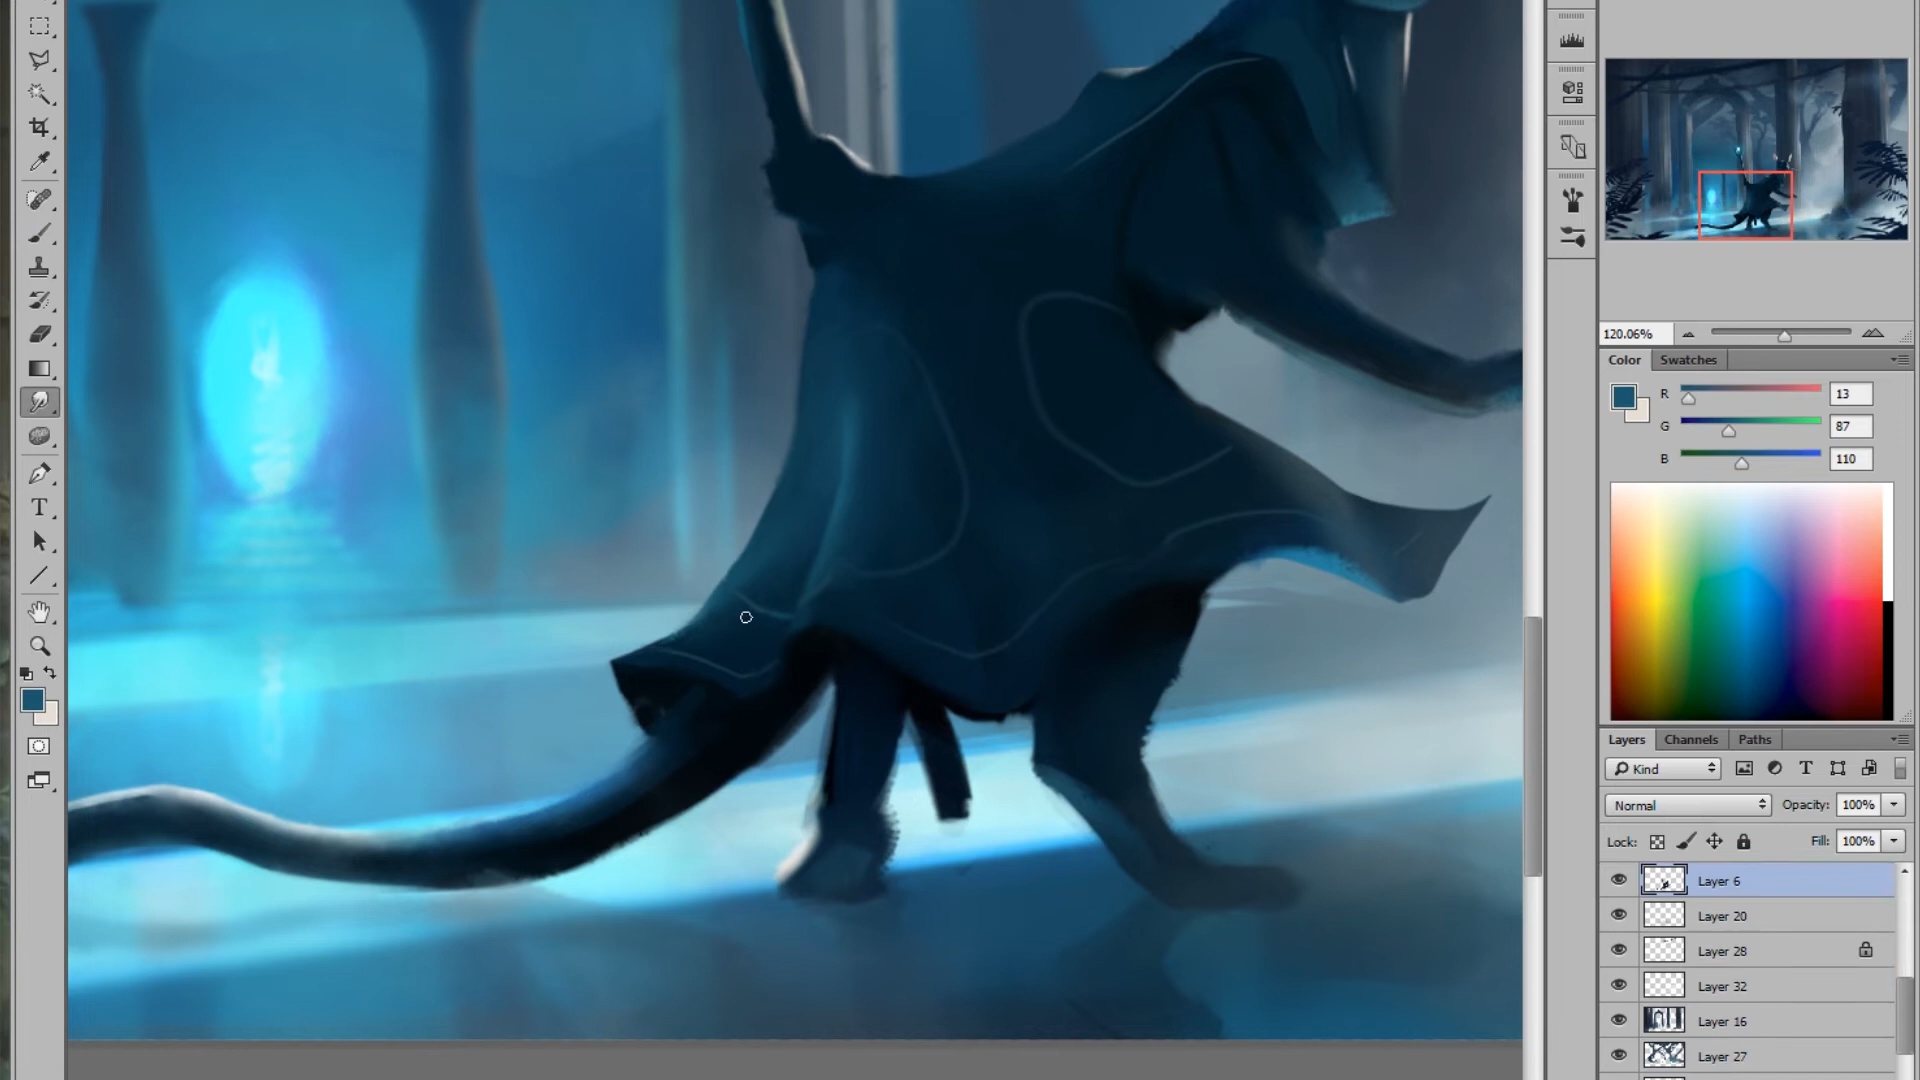 120.06%
Color Swatches
R 13
G 87
B 110
Layers Channels Paths
Kind
Normal Opacity: 100%
Lock: Fill: 100%
Layer 6
Layer 20
Layer 28
Layer 32
Layer 16
Layer 27